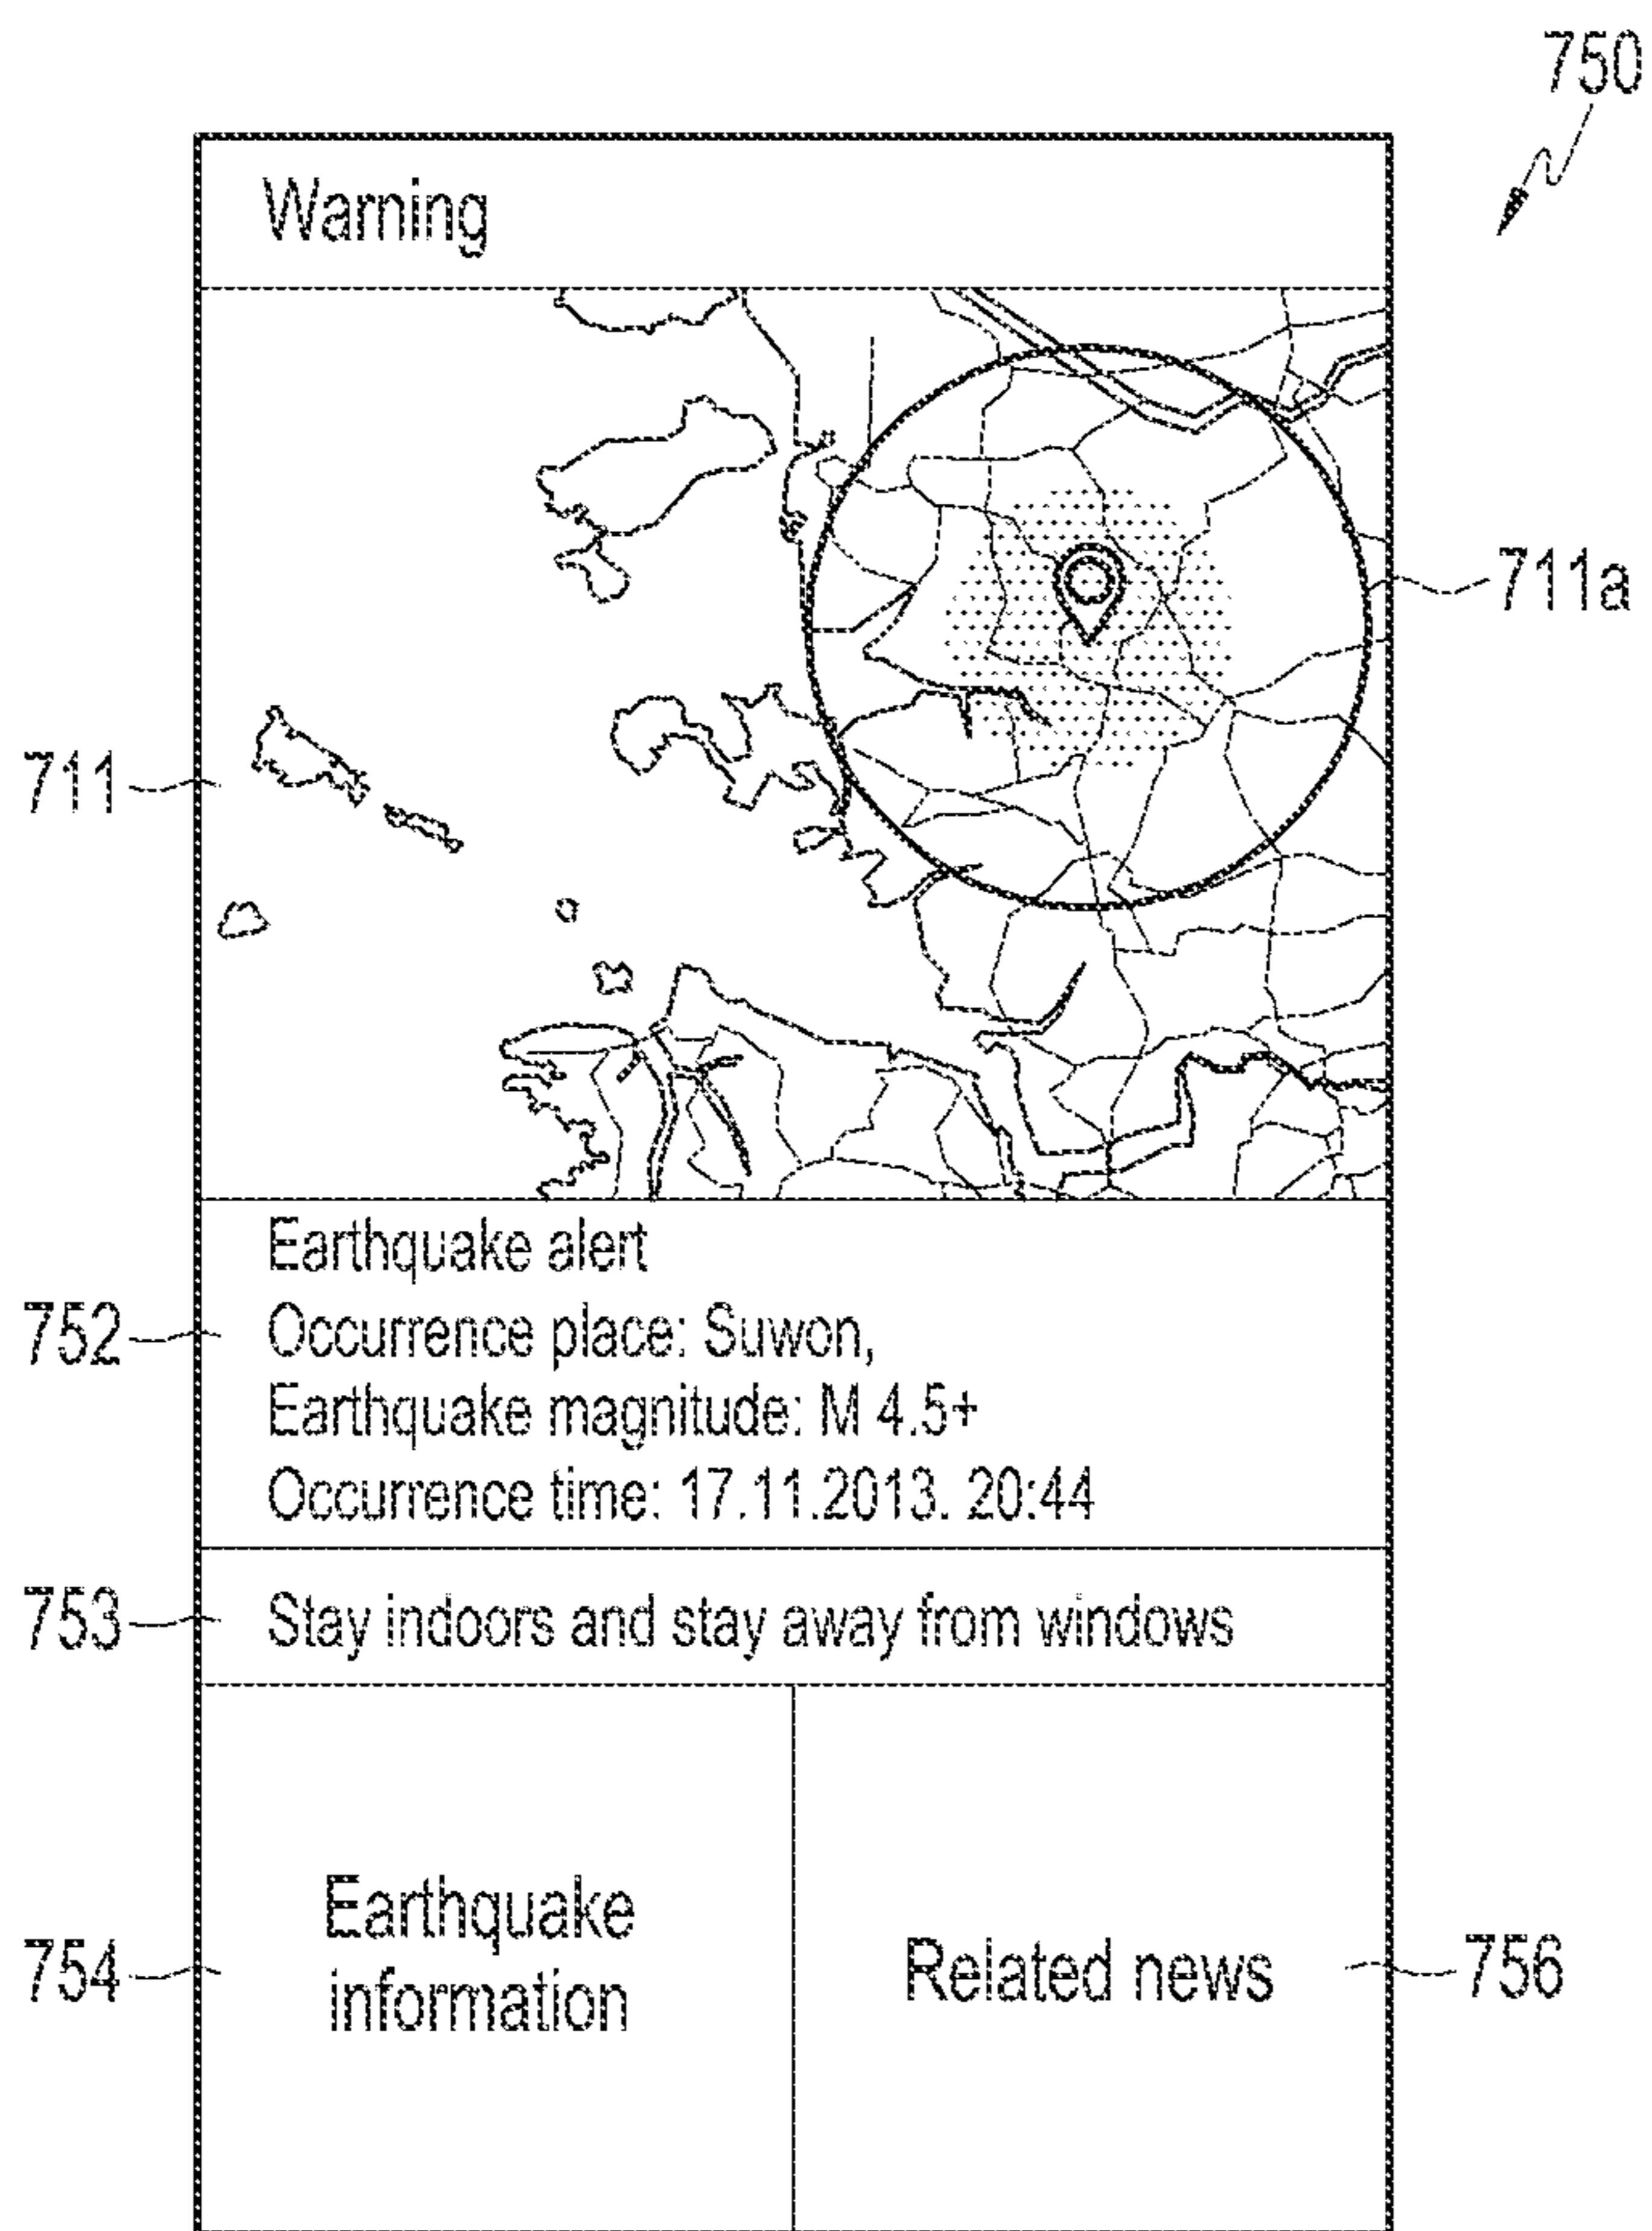 750
Warning
711a
711
Earthquake alert
752
Occurrence place: Suwon,
Earthquake magnitude: M 4.5+
Occurrence time: 17.11.2013. 20:44
753
Stay indoors and stay away from windows
Earthquake
information
754
Related news
756